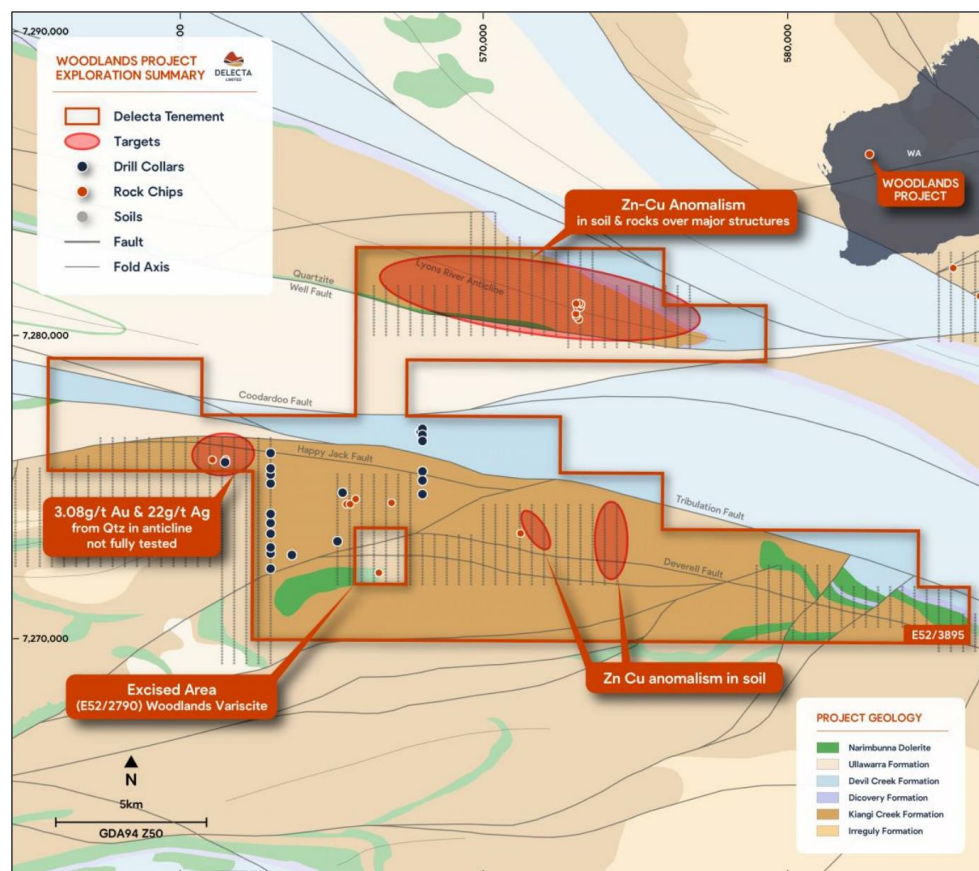 7,290,000
00
570,000
580,000
WOODLANDS PROJECT
EXPLORATION SUMMARY
DELECTA
LIMITED
Delecta Tenement
Targets
Drill Collars
Rock Chips
Soils
Fault
Fold Axis
WA
WOODLANDS
PROJECT
Zn-Cu Anomalism
in soil & rocks over major structures
Lyons River Anticline
Quartzite
Well Fault
7,280,000
Coodardoo Fault
Happy Jack Fault
Tribulation Fault
3.08g/t Au & 22g/t Ag
from Qtz in anticline
not fully tested
Deverell Fault
7,270,000
E52/3895
Zn Cu anomalism in soil
Excised Area
(E52/2790) Woodlands Variscite
N
5km
GDA94 Z50
PROJECT GEOLOGY
Narimbunna Dolerite
Ullawarra Formation
Devil Creek Formation
Dicovery Formation
Kiangi Creek Formation
Irreguly Formation